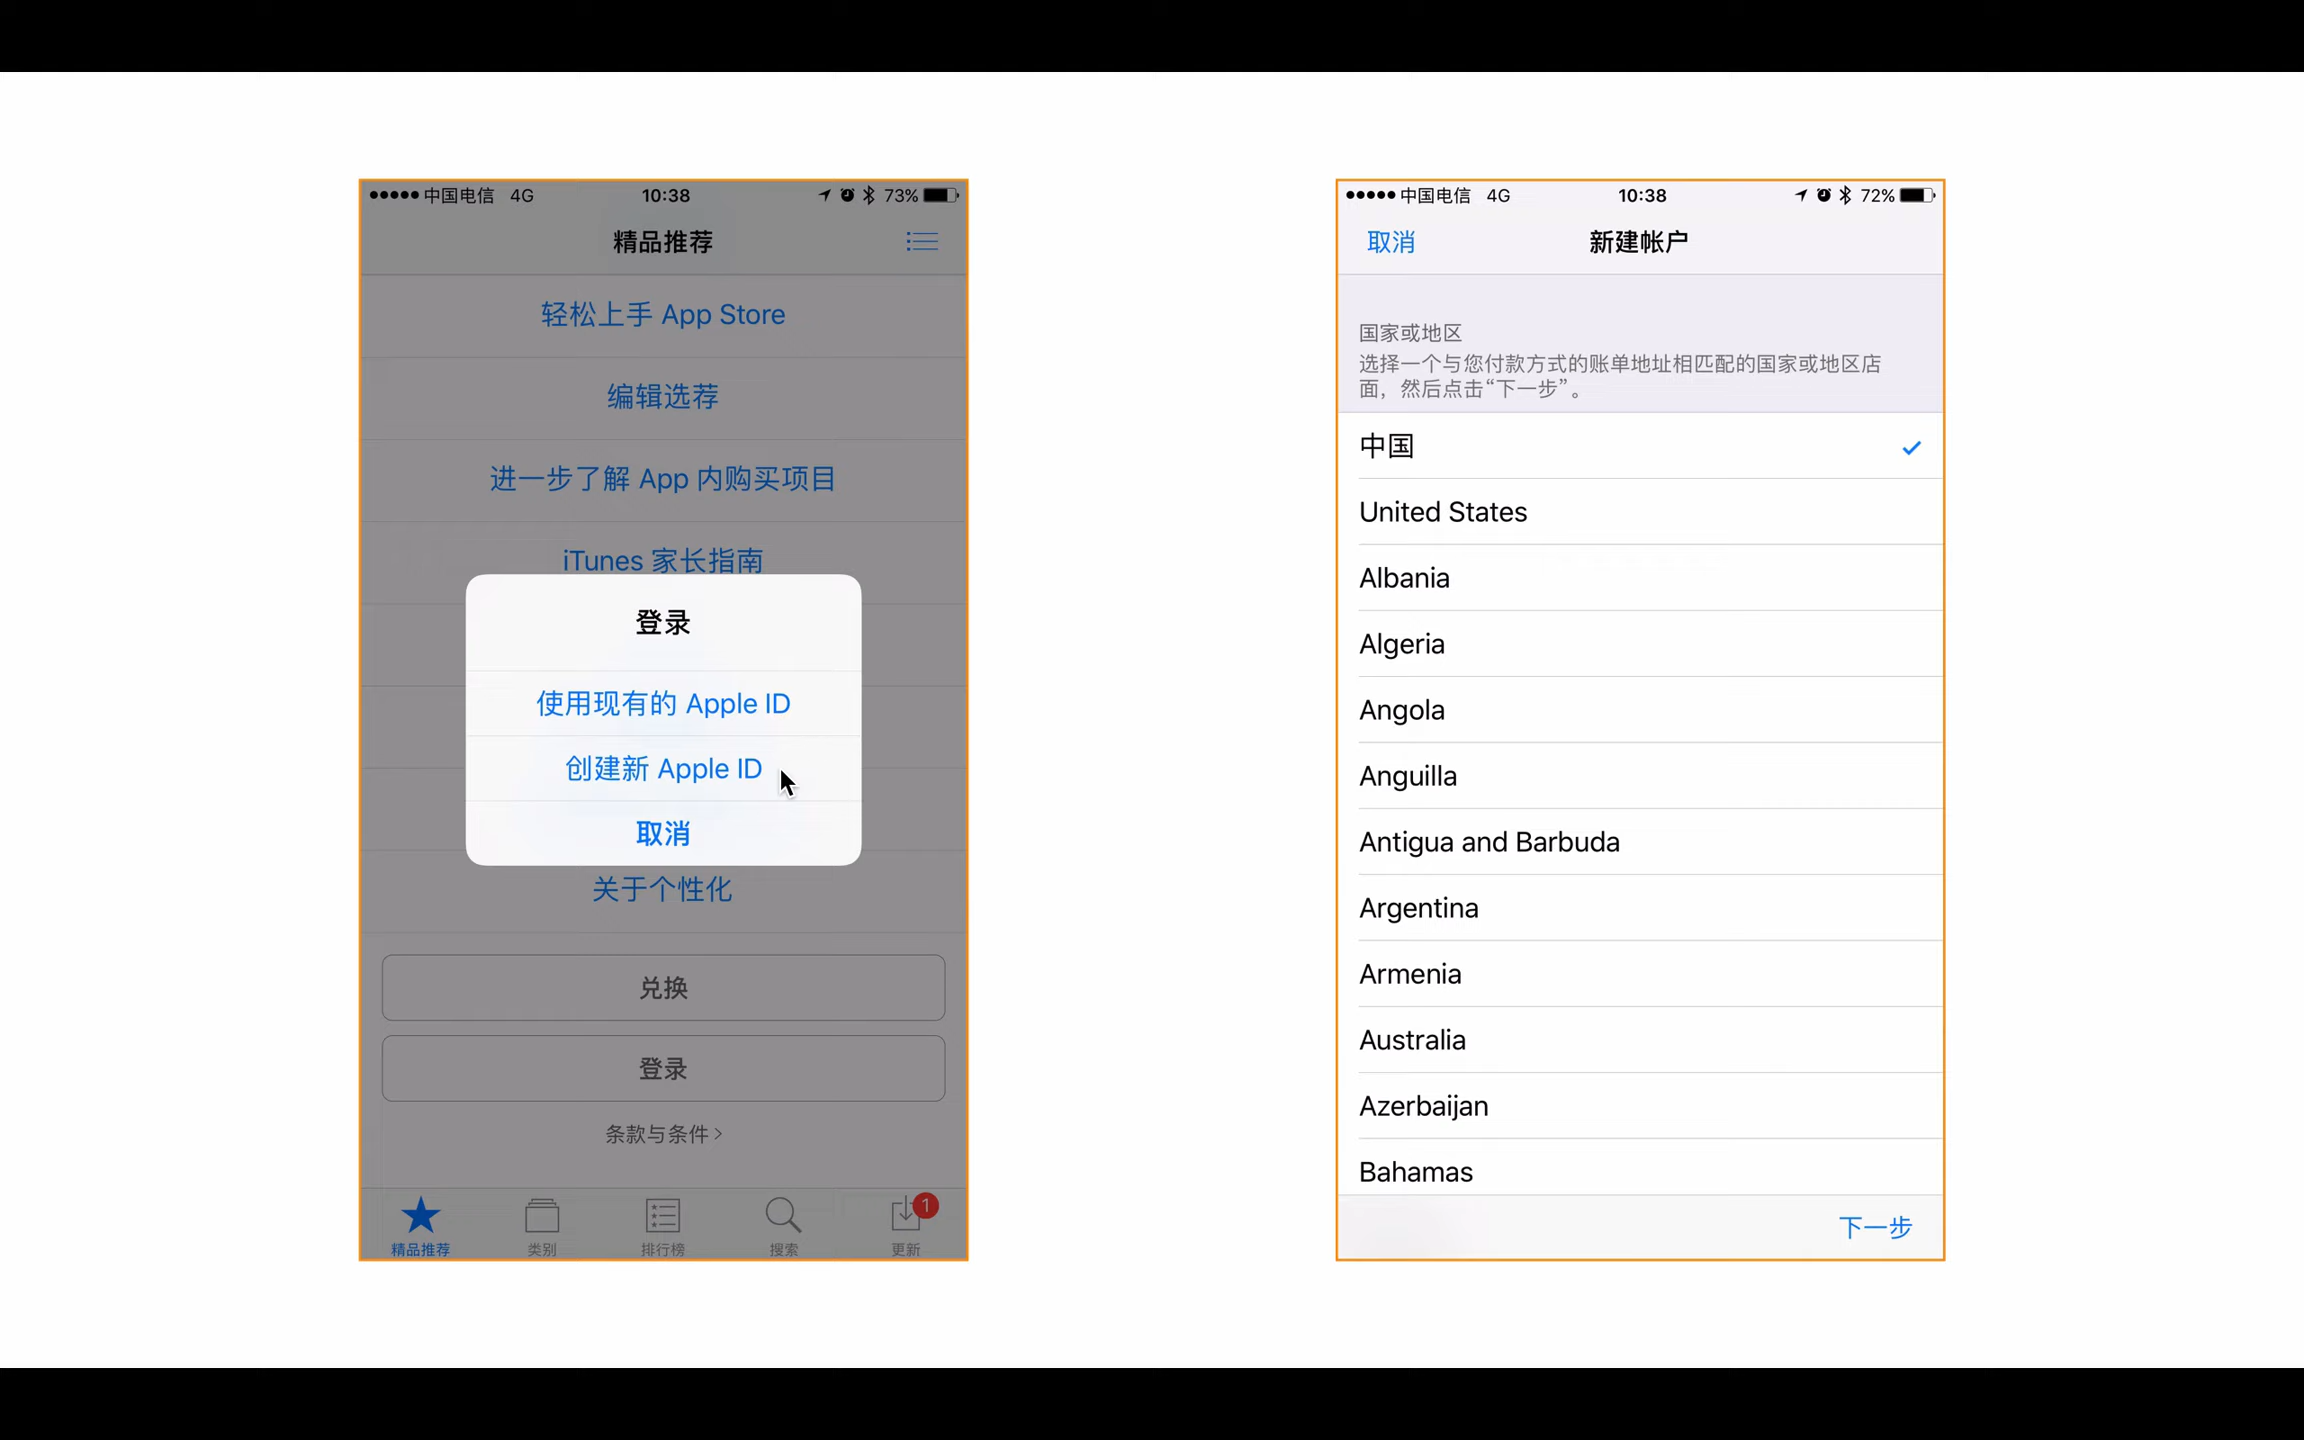 中国电信 4G 10:38 73%
精品推荐
轻松上手 App Store
编辑选荐
进一步了解 App 内购买项目
iTunes 家长指南
登录
使用现有的 Apple ID
创建新 Apple ID
取消
关于个性化
兑换
登录
条款与条件
精品推荐 类别 排行榜 搜索 更新 1
中国电信 4G 10:38 72%
取消 新建帐户
国家或地区
选择一个与您付款方式的账单地址相匹配的国家或地区店
面，然后点击“下一步”。
中国
United States
Albania
Algeria
Angola
Anguilla
Antigua and Barbuda
Argentina
Armenia
Australia
Azerbaijan
Bahamas
下一步